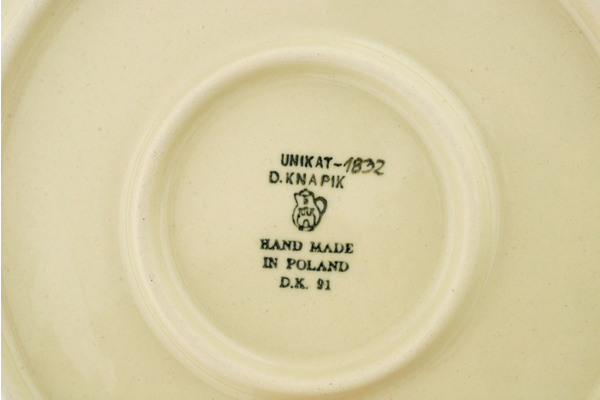 UNIKAT-1832
D.KNAPIK
HAND MADE
IN POLAND
D.K. 91